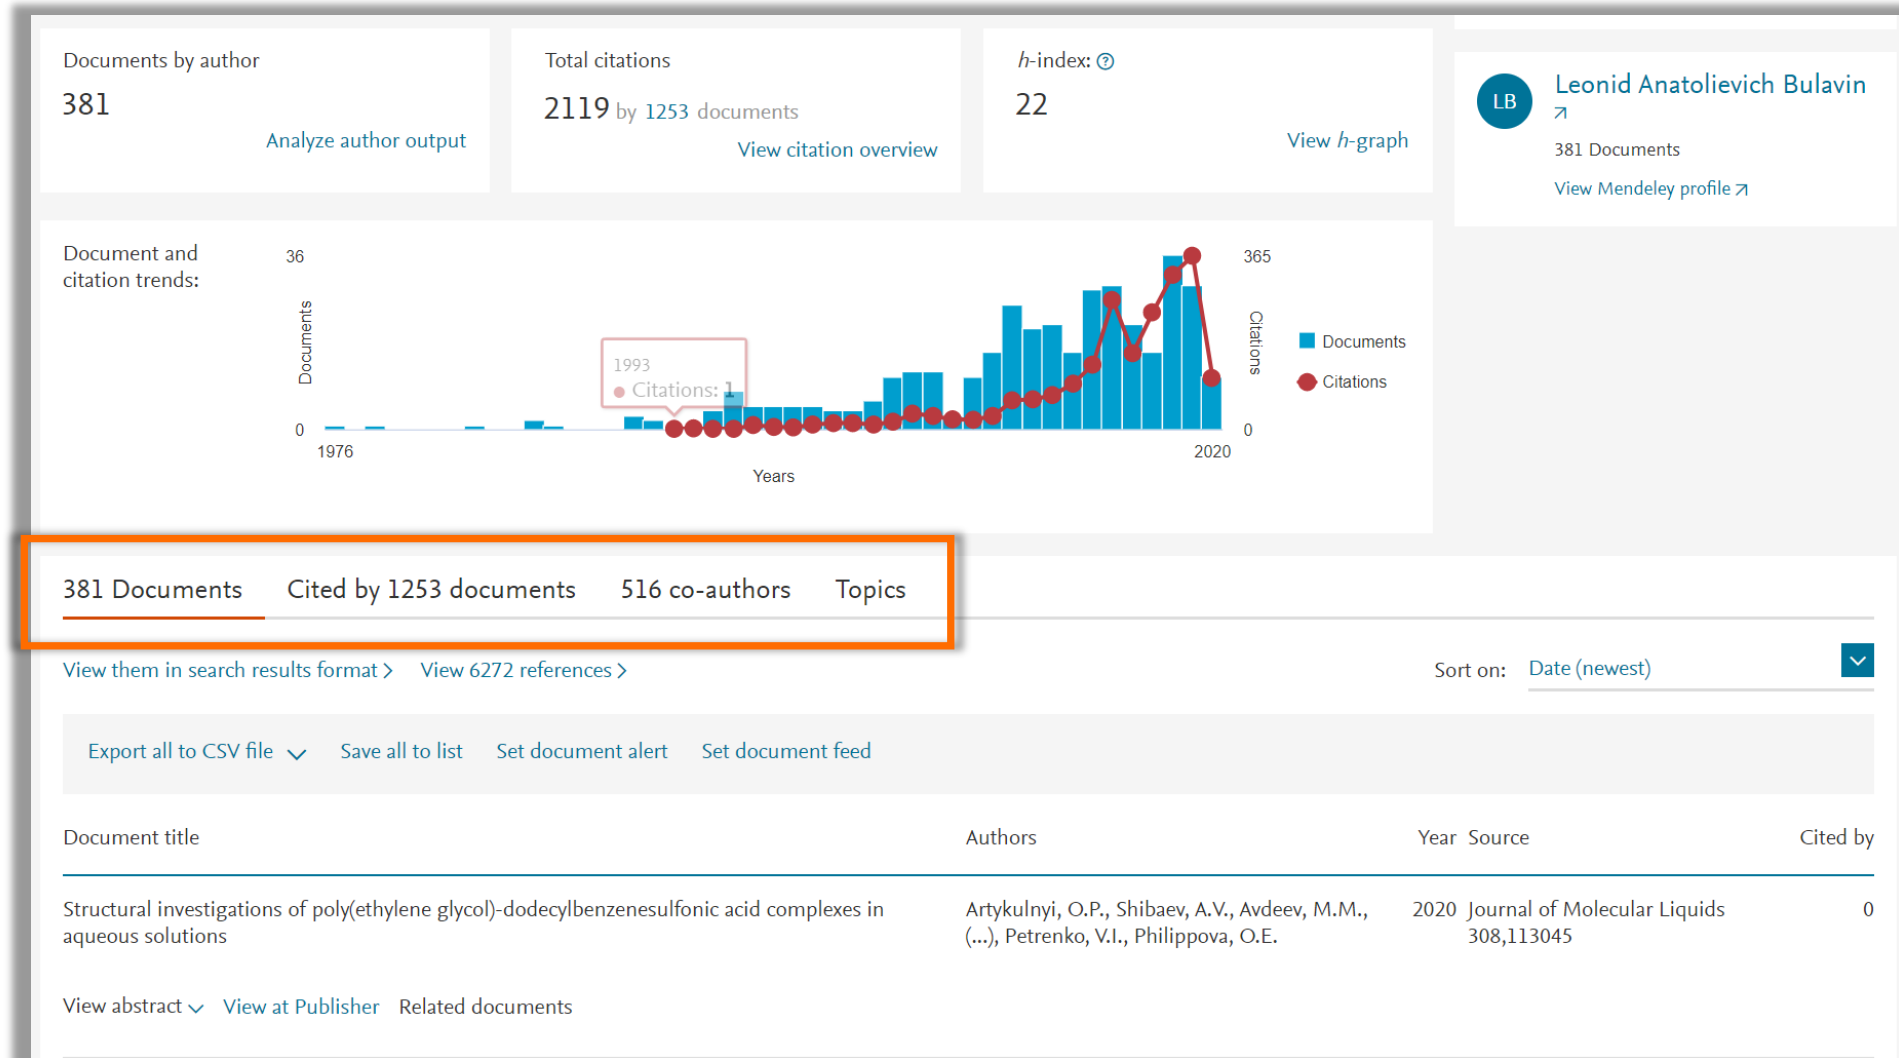 Documents by author
381
Analyze author output
Total citations
2119 by 1253 documents
View citation overview
h-index:
22
View h-graph
LB
Leonid Anatolievich Bulavin
381 Documents
View Mendeley profile
Document and
citation trends:
36
0
Documents
1976
2020
Years
365
0
Citations
1993
Citations: 1
Documents
Citations
381 Documents Cited by 1253 documents 516 co-authors Topics
View them in search results format View 6272 references
Sort on: Date (newest)
Export all to CSV file Save all to list Set document alert Set document feed
Document title Authors Year Source Cited by
Structural investigations of poly(ethylene glycol)-dodecylbenzenesulfonic acid complexes in
aqueous solutions
Artykulnyi, O.P., Shibaev, A.V., Avdeev, M.M.,
(...), Petrenko, V.I., Philippova, O.E.
2020
Journal of Molecular Liquids
308,113045
0
View abstract View at Publisher Related documents